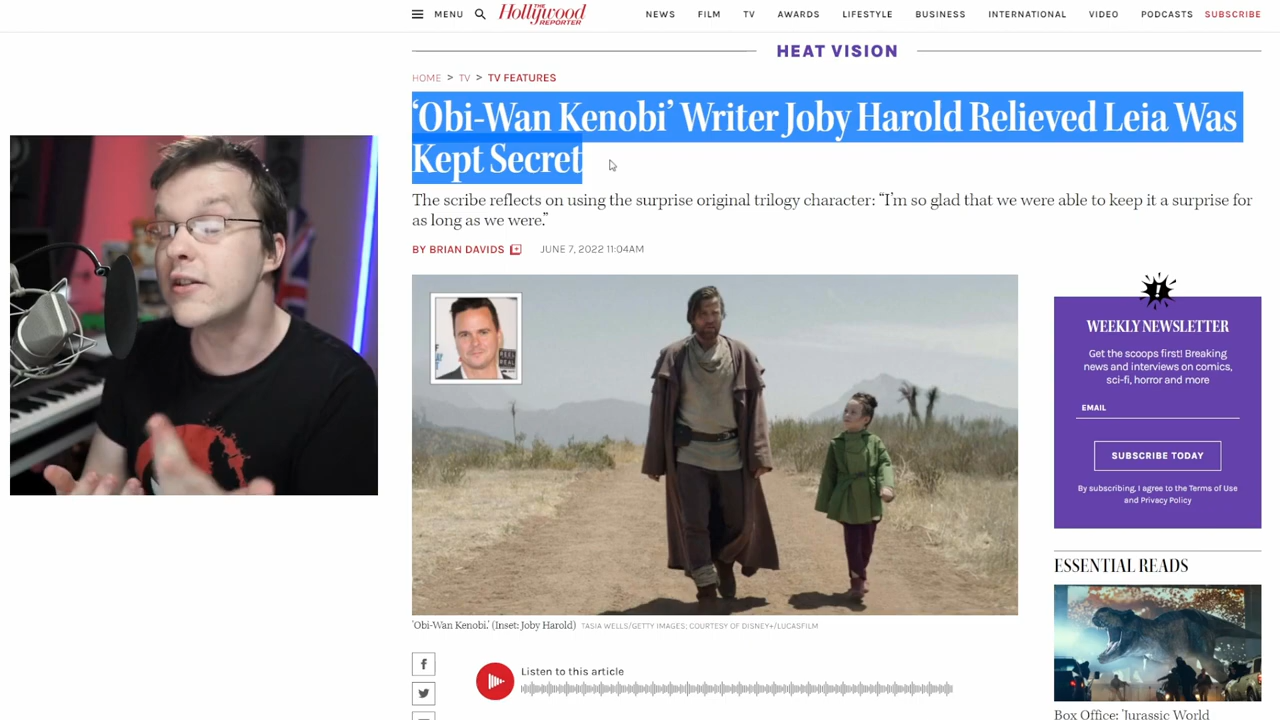 MENU
THE
Hollywood
REPORTER
NEWS FILM TV AWARDS LIFESTYLE BUSINESS INTERNATIONAL VIDEO PODCASTS SUBSCRIBE
HEAT VISION
HOME > TV > TV FEATURES
‘Obi-Wan Kenobi’ Writer Joby Harold Relieved Leia Was
Kept Secret
The scribe reflects on using the surprise original trilogy character: “I’m so glad that we were able to keep it a surprise for
as long as we were.”
BY BRIAN DAVIDS JUNE 7, 2022 11:04AM
WEEKLY NEWSLETTER
Get the scoops first! Breaking
news and interviews on comics,
sci-fi, horror and more
EMAIL
SUBSCRIBE TODAY
By subscribing, I agree to the Terms of Use
and Privacy Policy
'Obi-Wan Kenobi.' (Inset: Joby Harold) TASIA WELLS/GETTY IMAGES; COURTESY OF DISNEY+/LUCASFILM
Listen to this article
ESSENTIAL READS
Box Office: 'Jurassic World